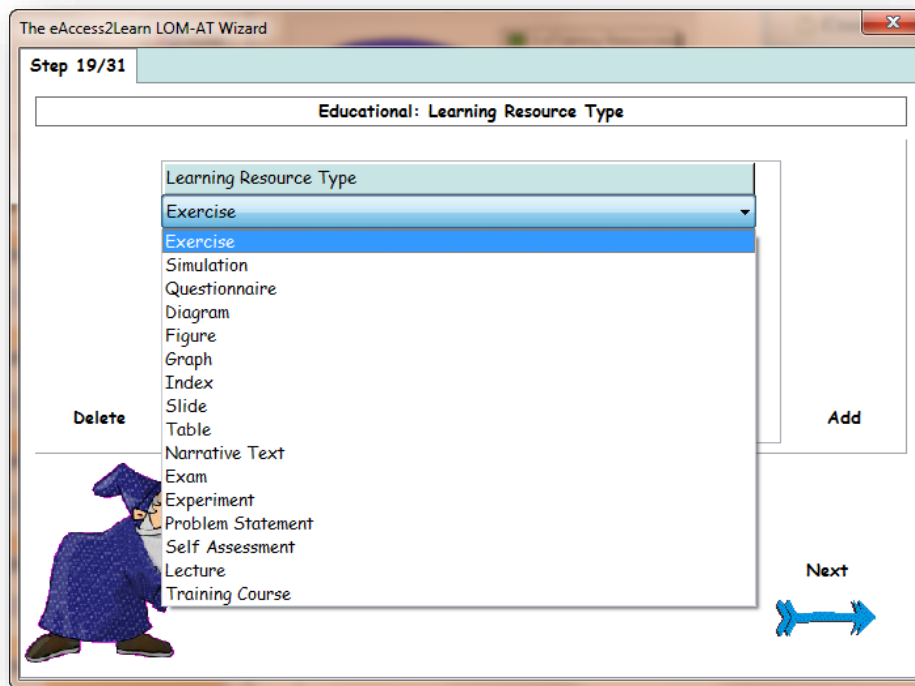 The eAccess2Learn LOM-AT Wizard
Step 19/31
Educational: Learning Resource Type
Learning Resource Type
Exercise
Exercise
Simulation
Questionnaire
Diagram
Figure
Graph
Index
Slide
Table
Narrative Text
Exam
Experiment
Problem Statement
Self Assessment
Lecture
Training Course
Delete
Add
Next